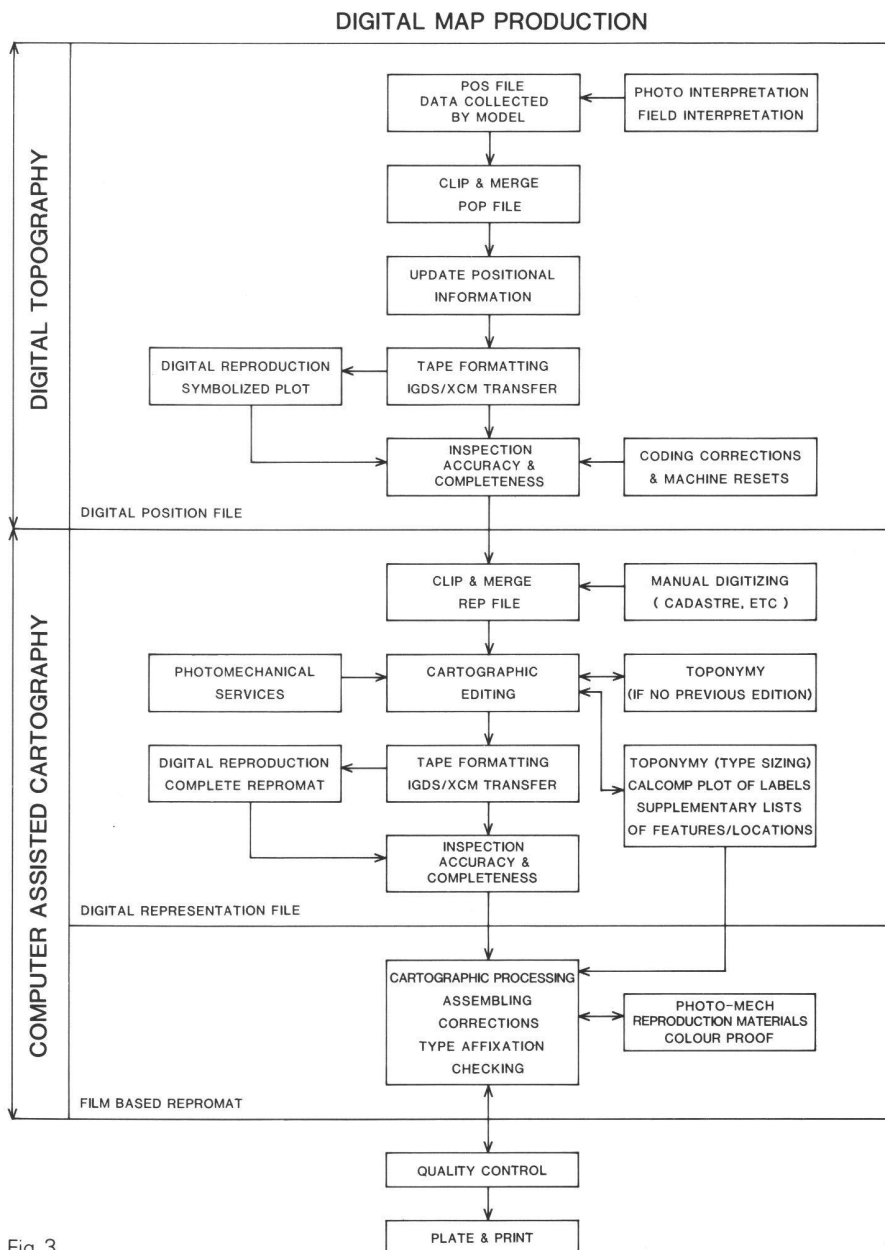 DIGITAL MAP PRODUCTION
DIGITAL TOPOGRAPHY
POS FILE
DATA COLLECTED
BY MODEL
PHOTO INTERPRETATION
FIELD INTERPRETATION
CLIP & MERGE
POP FILE
UPDATE POSITIONAL
INFORMATION
DIGITAL REPRODUCTION
SYMBOLIZED PLOT
TAPE FORMATTING
IGDS/XCM TRANSFER
INSPECTION
ACCURACY &
COMPLETENESS
CODING CORRECTIONS
& MACHINE RESETS
DIGITAL POSITION FILE
COMPUTER ASSISTED CARTOGRAPHY
CLIP & MERGE
REP FILE
MANUAL DIGITIZING
( CADASTRE, ETC )
PHOTOMECHANICAL
SERVICES
CARTOGRAPHIC
EDITING
TOPONYMY
(IF NO PREVIOUS EDITION)
DIGITAL REPRODUCTION
COMPLETE REPROMAT
TAPE FORMATTING
IGDS/XCM TRANSFER
TOPONYMY (TYPE SIZING)
CALCOMP PLOT OF LABELS
SUPPLEMENTARY LISTS
OF FEATURES/LOCATIONS
INSPECTION
ACCURACY &
COMPLETENESS
DIGITAL REPRESENTATION FILE
CARTOGRAPHIC PROCESSING
ASSEMBLING
CORRECTIONS
TYPE AFFIXATION
CHECKING
PHOTO-MECH
REPRODUCTION MATERIALS
COLOUR PROOF
FILM BASED REPROMAT
QUALITY CONTROL
PLATE & PRINT
Fig. 3